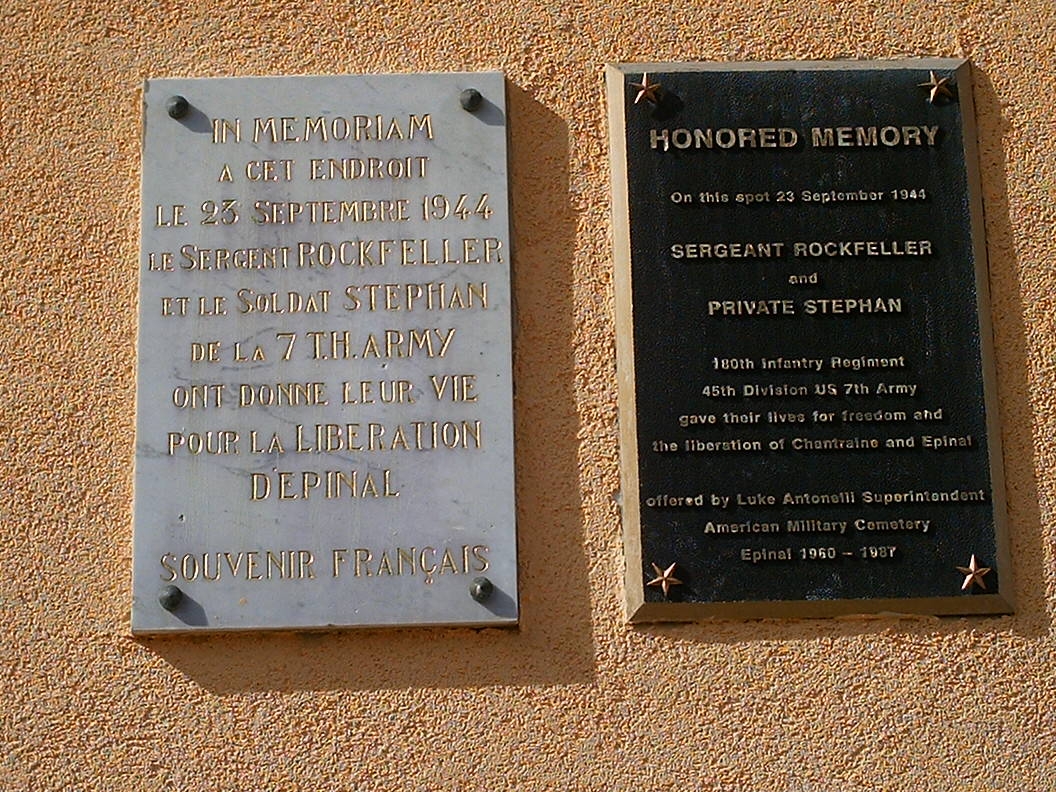 IN MEMORIAM
A CET ENDROIT
LE 23 SEPTEMBRE 1944
LE SERGENT ROCKFELLER
ET LE SOLDAT STEPHAN
DE LA 7 T.H. ARMY
ONT DONNE LEUR VIE
POUR LA LIBERATION
D'EPINAL
SOUVENIR FRANÇAIS
HONORED MEMORY
On this spot 23 September 1944
SERGEANT ROCKFELLER
and
PRIVATE STEPHAN
180th Infantry Regiment
45th Division US 7th Army
gave their lives for freedom and
the liberation of Chantraine and Epinal
offered by Luke Antonelli Superintendent
American Military Cemetery
Epinal 1960 - 1987